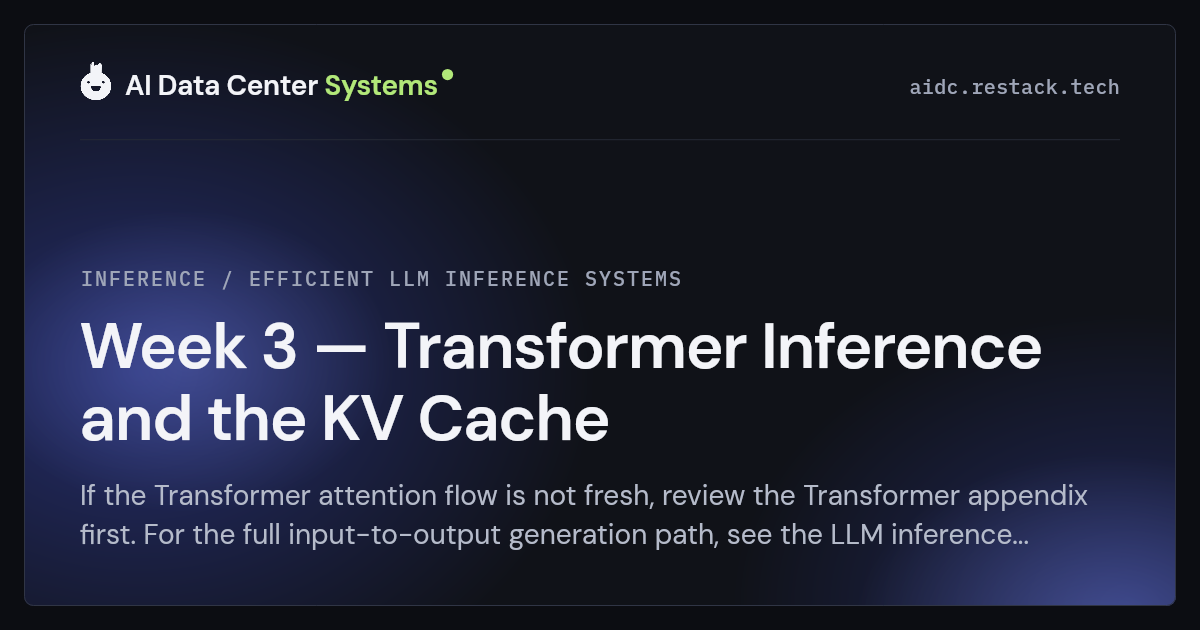 AI Data Center Systems
aidc.restack.tech
INFERENCE / EFFICIENT LLM INFERENCE SYSTEMS
Week 3 — Transformer Inference
and the KV Cache
If the Transformer attention flow is not fresh, review the Transformer appendix
first. For the full input-to-output generation path, see the LLM inference...